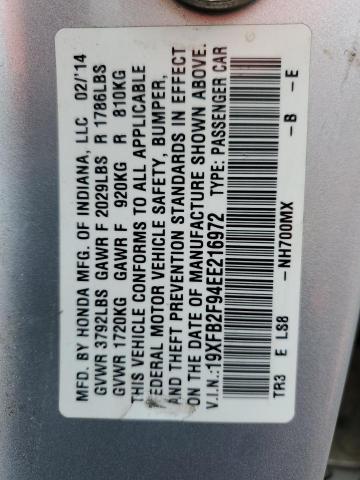 MFD. BY HONDA MFG. OF INDIANA, LLC 02/'14
GVWR 3792LBS GAWR F 2029LBS R 1786LBS
GVWR 1720KG GAWR F 920KG R 810KG
THIS VEHICLE CONFORMS TO ALL APPLICABLE
FEDERAL MOTOR VEHICLE SAFETY, BUMPER,
AND THEFT PREVENTION STANDARDS IN EFFECT
ON THE DATE OF MANUFACTURE SHOWN ABOVE.
V.I.N.:19XFB2F94EE216972 TYPE: PASSENGER CAR
TR3 E LS8 -NH700MX -B -E